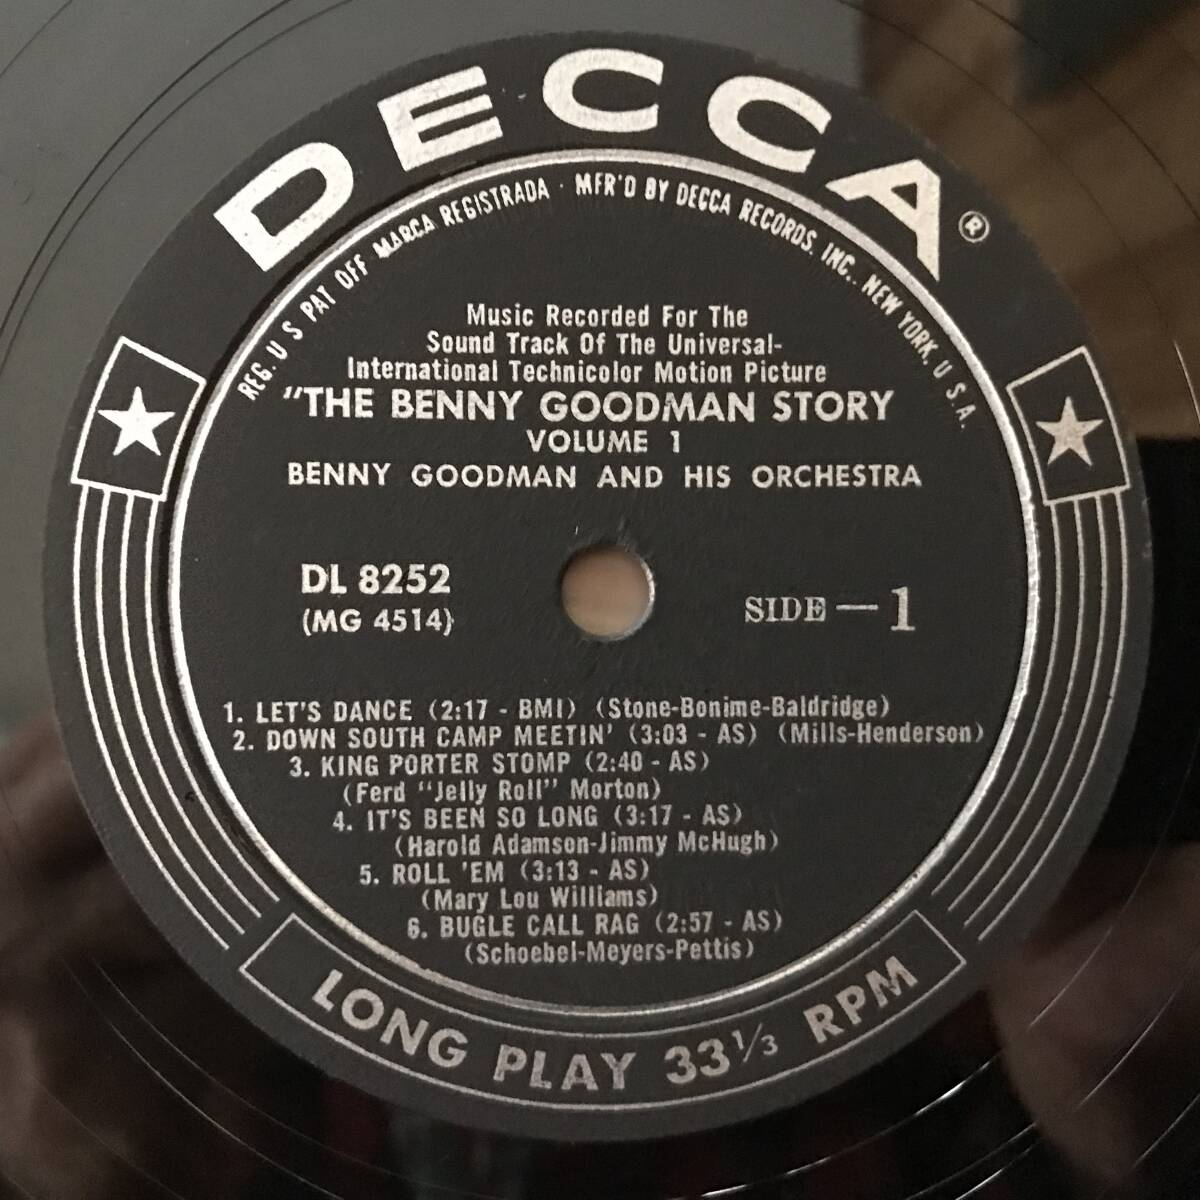 DECCA®
REG. U S PAT OFF MARCA REGISTRADA · MFR'D BY DECCA RECORDS, INC., NEW YORK, U S. A.
Music Recorded For The
Sound Track Of The Universal-
International Technicolor Motion Picture
"THE BENNY GOODMAN STORY
VOLUME 1
BENNY GOODMAN AND HIS ORCHESTRA
DL 8252
(MG 4514)
SIDE — 1
1. LET'S DANCE (2:17 - BMI) (Stone-Bonime-Baldridge)
2. DOWN SOUTH CAMP MEETIN' (3:03 - AS) (Mills-Henderson)
3. KING PORTER STOMP (2:40 - AS)
(Ferd "Jelly Roll" Morton)
4. IT'S BEEN SO LONG (3:17 - AS)
(Harold Adamson-Jimmy McHugh)
5. ROLL 'EM (3:13 - AS)
(Mary Lou Williams)
6. BUGLE CALL RAG (2:57 - AS)
(Schoebel-Meyers-Pettis)
LONG PLAY 33 1/3 RPM